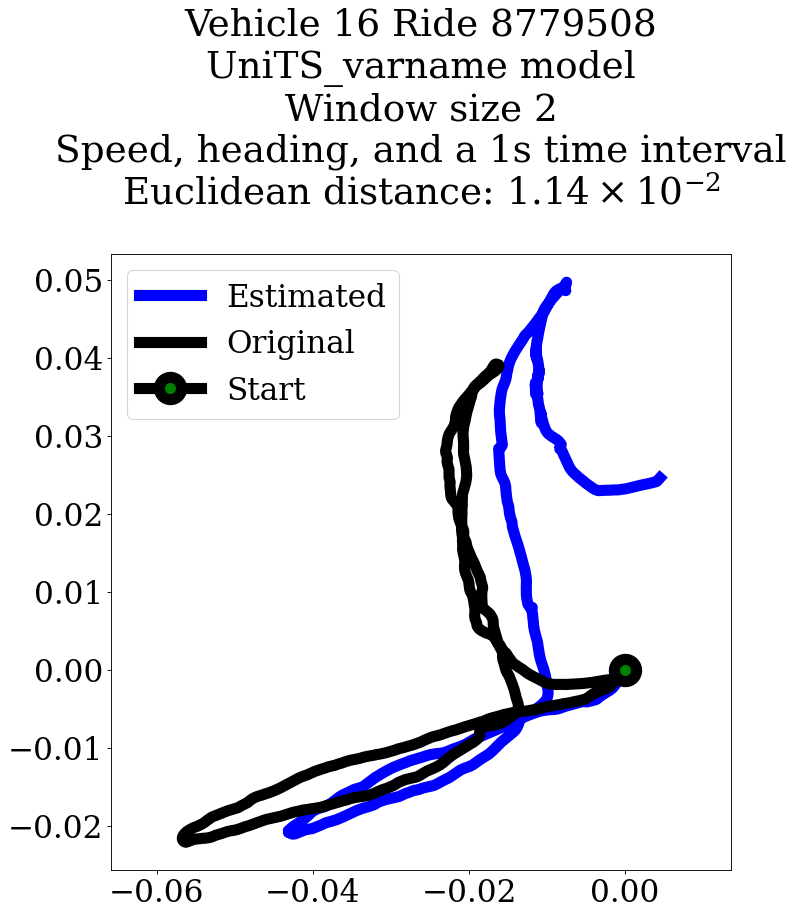 Vehicle 16 Ride 8779508
UniTS_varname model
Window size 2
Speed, heading, and a 1s time interval
Euclidean distance: 1.14 × 10⁻²
Estimated
Original
Start
0.05
0.04
0.03
0.02
0.01
0.00
−0.01
−0.02
−0.06
−0.04
−0.02
0.00